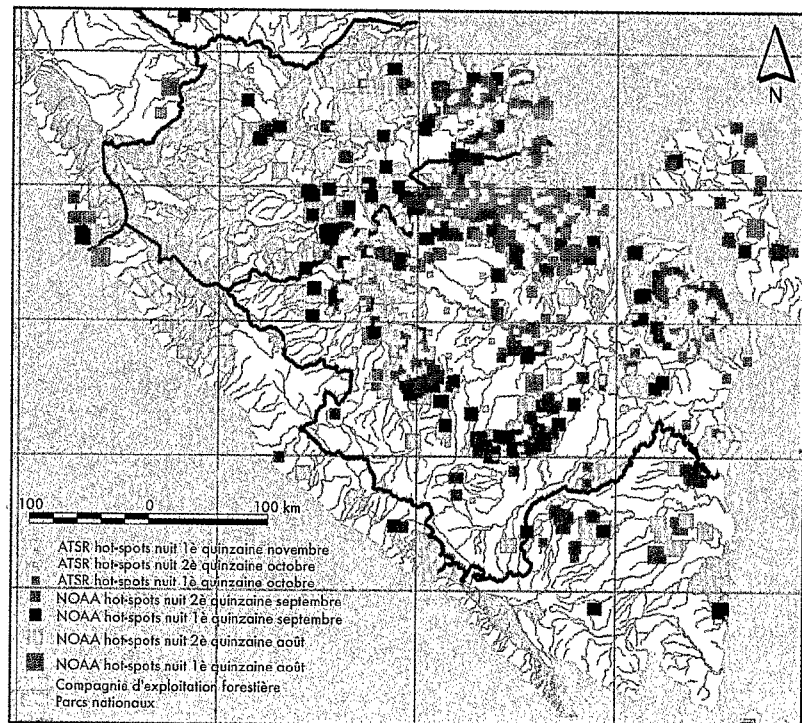 N
100 0 100 km
ATSR hot-spots nuit 1è quinzaine novembre
ATSR hot-spots nuit 2è quinzaine octobre
ATSR hot-spots nuit 1è quinzaine octobre
NOAA hot-spots nuit 2è quinzaine septembre
NOAA hot-spots nuit 1è quinzaine septembre
NOAA hot-spots nuit 2è quinzaine août
NOAA hot-spots nuit 1è quinzaine août
Compagnie d'exploitation forestière
Parcs nationaux